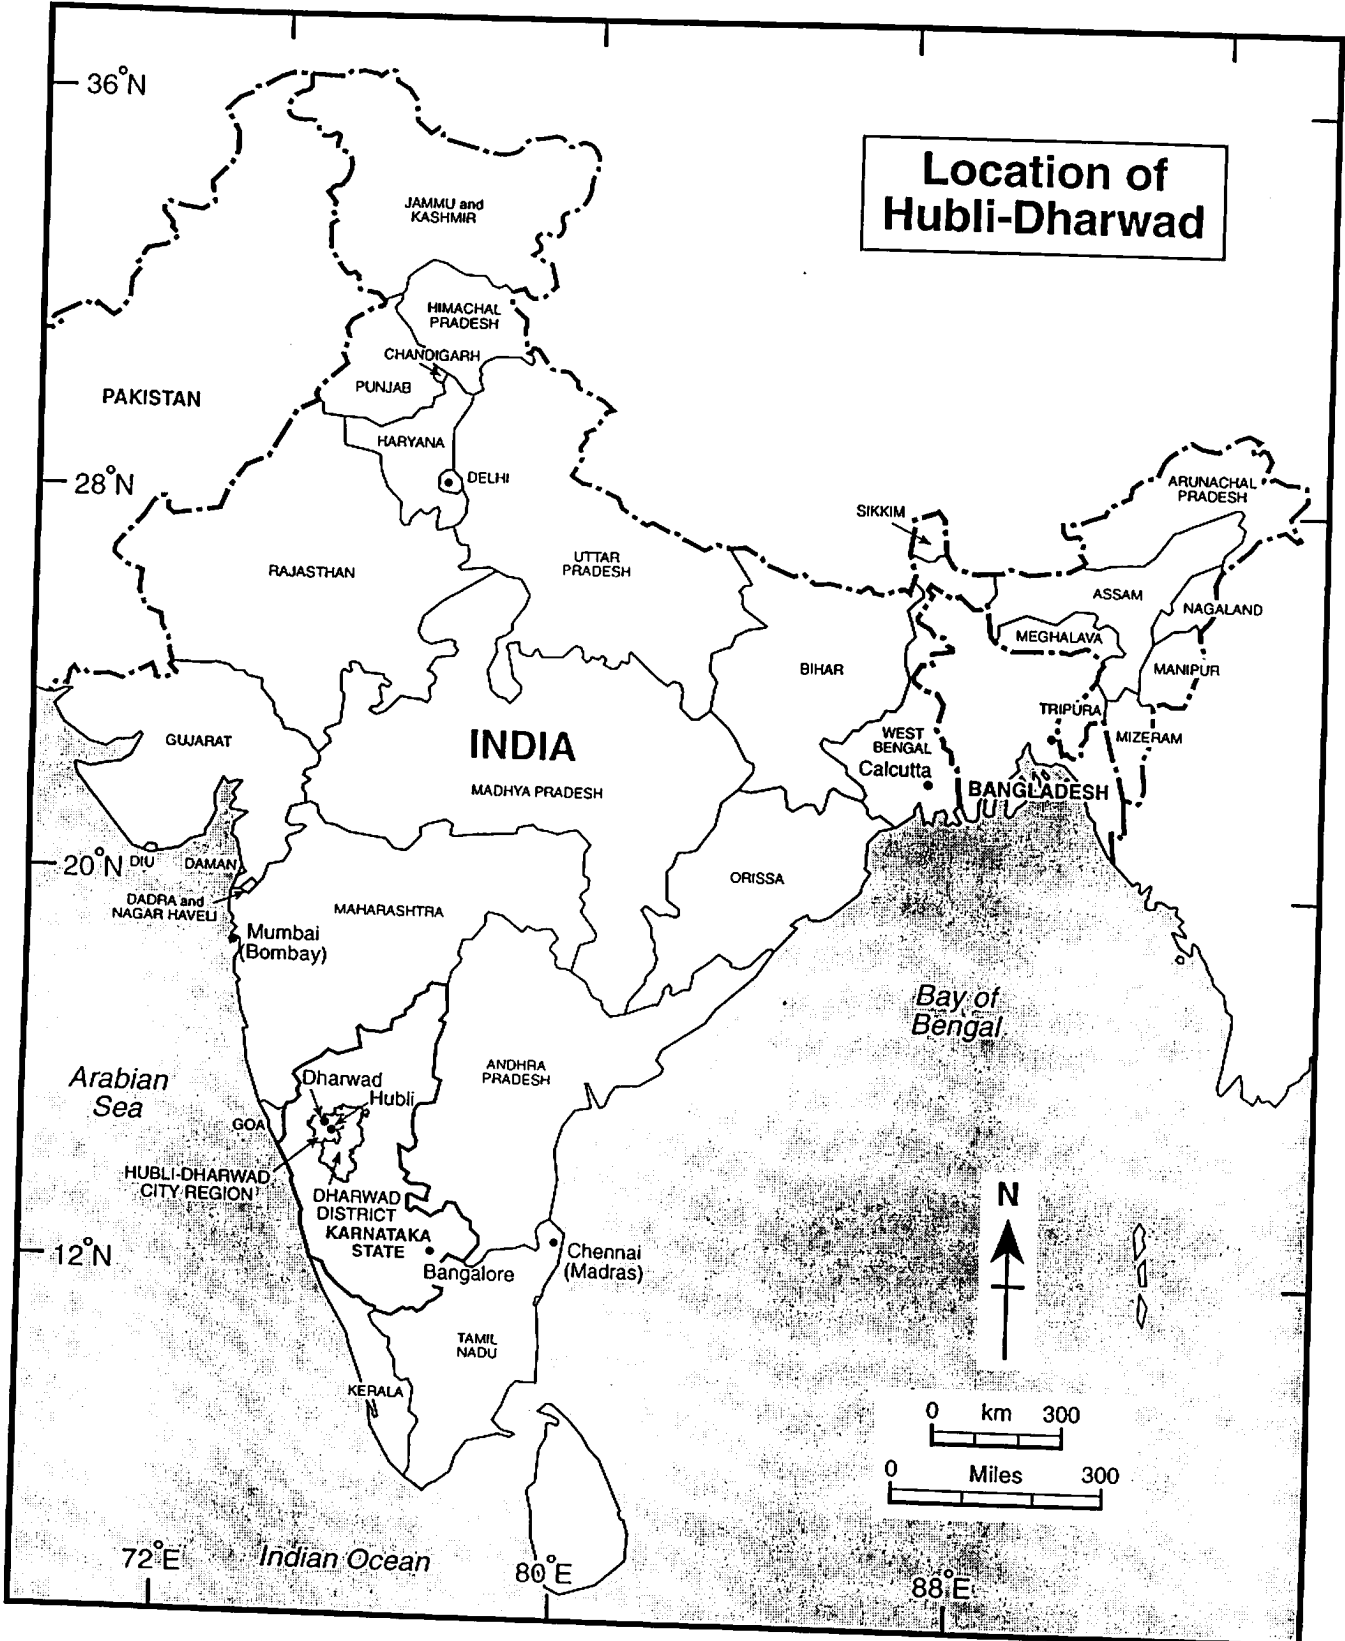 36°N
Location of
Hubli-Dharwad
JAMMU and
KASHMIR
HIMACHAL
PRADESH
CHANDIGARH
PUNJAB
PAKISTAN
HARYANA
28°N
DELHI
ARUNACHAL
PRADESH
SIKKIM
UTTAR
PRADESH
RAJASTHAN
ASSAM
NAGALAND
MEGHALAVA
BIHAR
MANIPUR
TRIPURA
GUJARAT
INDIA
WEST
BENGAL
MIZERAM
Calcutta
MADHYA PRADESH
BANGLADESH
20°N
DIU
DAMAN
ORISSA
DADRA and
NAGAR HAVELI
MAHARASHTRA
Mumbai
(Bombay)
Bay of
Bengal
ANDHRA
PRADESH
Arabian
Sea
Dharwad
Hubli
GOA
HUBLI-DHARWAD
CITY REGION
DHARWAD
DISTRICT
KARNATAKA
STATE
N
12°N
Bangalore
Chennai
(Madras)
TAMIL
NADU
KERALA
0 km 300
0 Miles 300
72°E
Indian Ocean
80°E
88°E